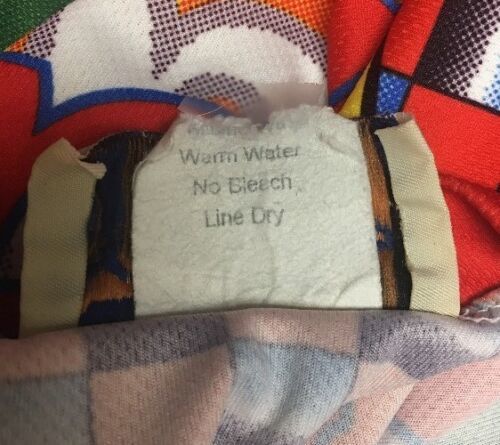 Warm Water
No Bleach
Line Dry